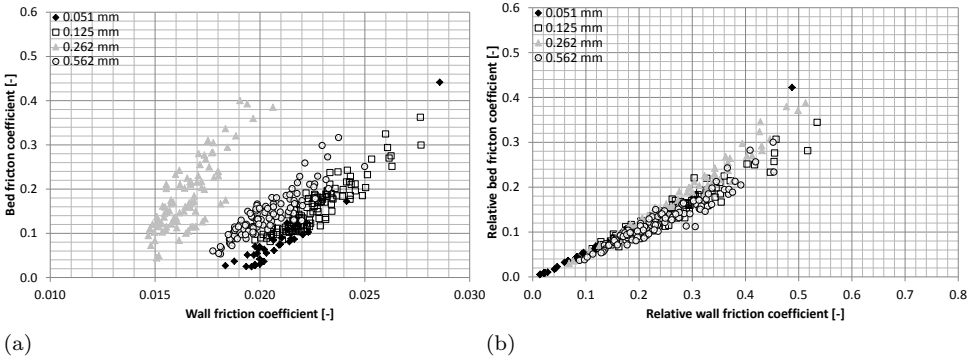 0.051 mm
0.125 mm
0.262 mm
0.562 mm
0.6
0.5
0.4
0.3
0.2
0.1
0.0
0.010
0.015
0.020
0.025
0.030
Bed friction coefficient [-]
Wall friction coefficient [-]
(a)
0.051 mm
0.125 mm
0.262 mm
0.562 mm
0.6
0.5
0.4
0.3
0.2
0.1
0.0
0.0
0.1
0.2
0.3
0.4
0.5
0.6
0.7
0.8
Relative bed friction coefficient [-]
Relative wall friction coefficient [-]
(b)